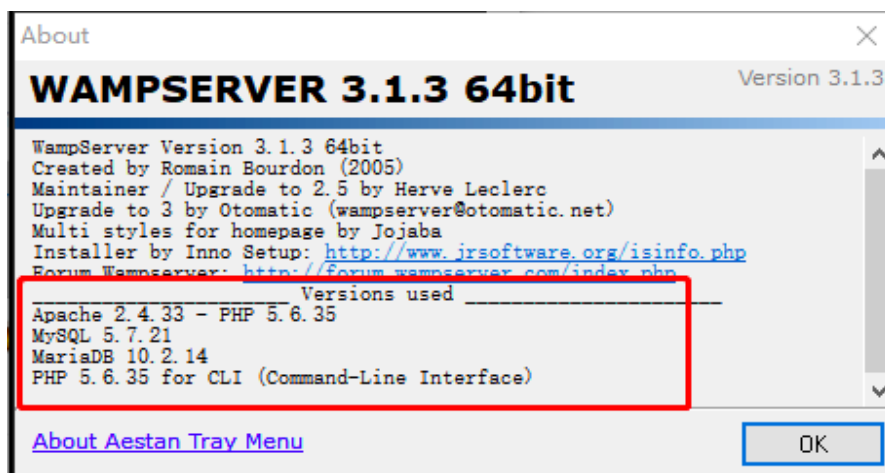 About
WAMPSERVER 3.1.3 64bit
Version 3.1.3
WampServer Version 3.1.3 64bit
Created by Romain Bourdon (2005)
Maintainer / Upgrade to 2.5 by Herve Leclerc
Upgrade to 3 by Otomatic (wampserver@otomatic.net)
Multi styles for homepage by Jojaba
Installer by Inno Setup: http://www.jrsoftware.org/isinfo.php
Forum Wampserver: http://forum.wampserver.com/index.php
______________________ Versions used ______________________
Apache 2.4.33 - PHP 5.6.35
MySQL 5.7.21
MariaDB 10.2.14
PHP 5.6.35 for CLI (Command-Line Interface)
About Aestan Tray Menu
OK